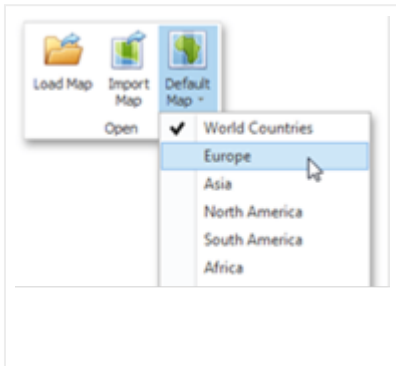 Load Map Import Default
Map Map
Open
World Countries
Europe
Asia
North America
South America
Africa